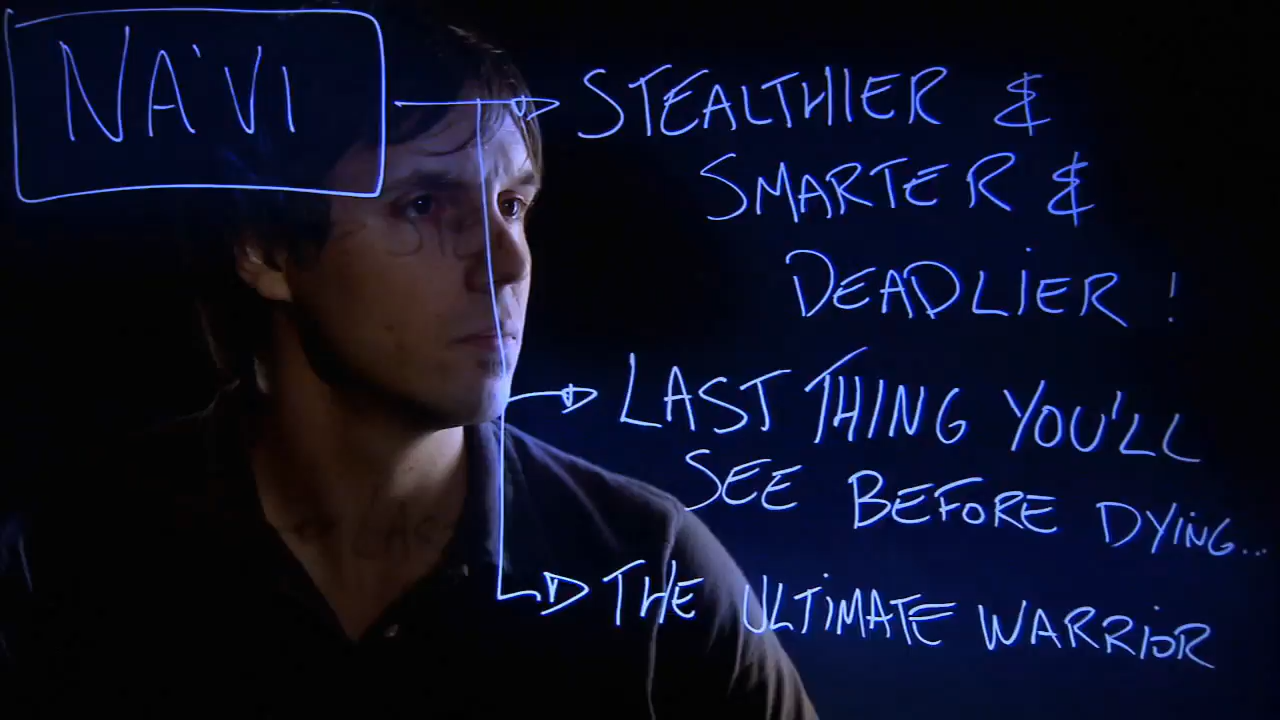 NA'VI
STEALTHIER &
SMARTER &
DEADLIER !
LAST THING YOU'LL
SEE BEFORE DYING...
THE ULTIMATE WARRIOR